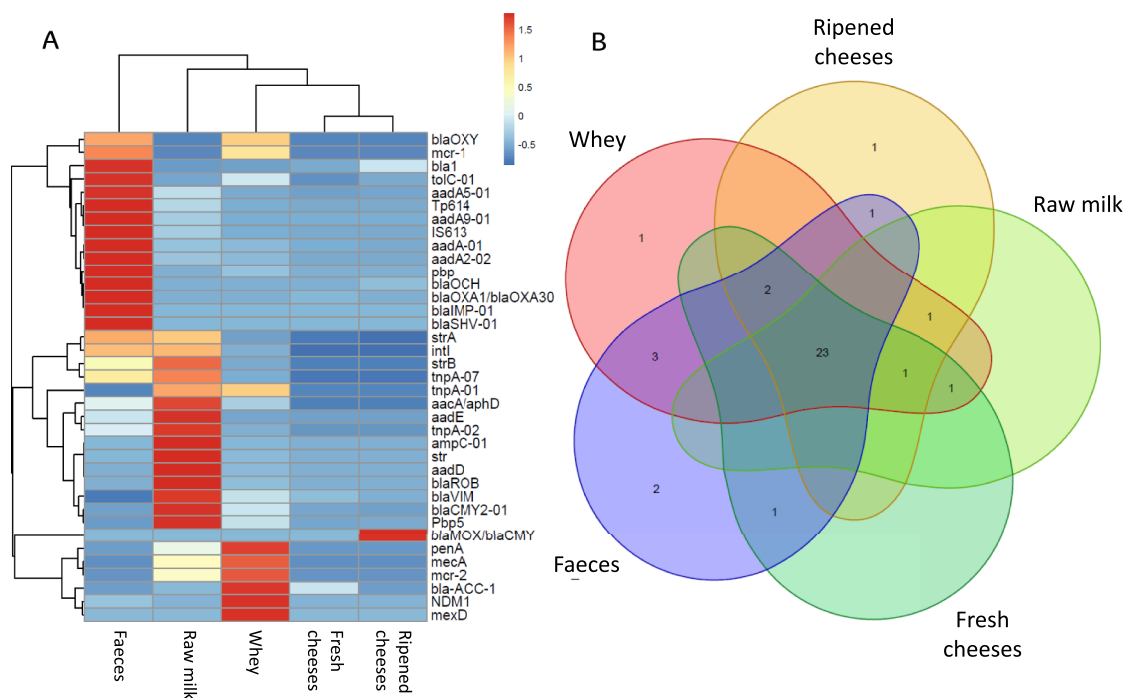 A
1.5
1
0.5
0
-0.5
blaOXY
mcr-1
bla1
tolC-01
aadA5-01
Tp614
aadA9-01
IS613
aadA-01
aadA2-02
pbp
blaOCH
blaOXA1/blaOXA30
blaIMP-01
blaSHV-01
strA
intI
strB
tnpA-07
tnpA-01
aacA/aphD
aadE
tnpA-02
ampC-01
str
aadD
blaROB
blaVIM
blaCMY2-01
Pbp5
blaMOX/blaCMY
penA
mecA
mcr-2
bla-ACC-1
NDM1
mexD
Faeces
Raw milk
Whey
Fresh
cheeses
Ripened
cheeses
B
Ripened
cheeses
Whey
Raw milk
1
1
1
2
1
3
23
1
1
2
1
Faeces
Fresh
cheeses